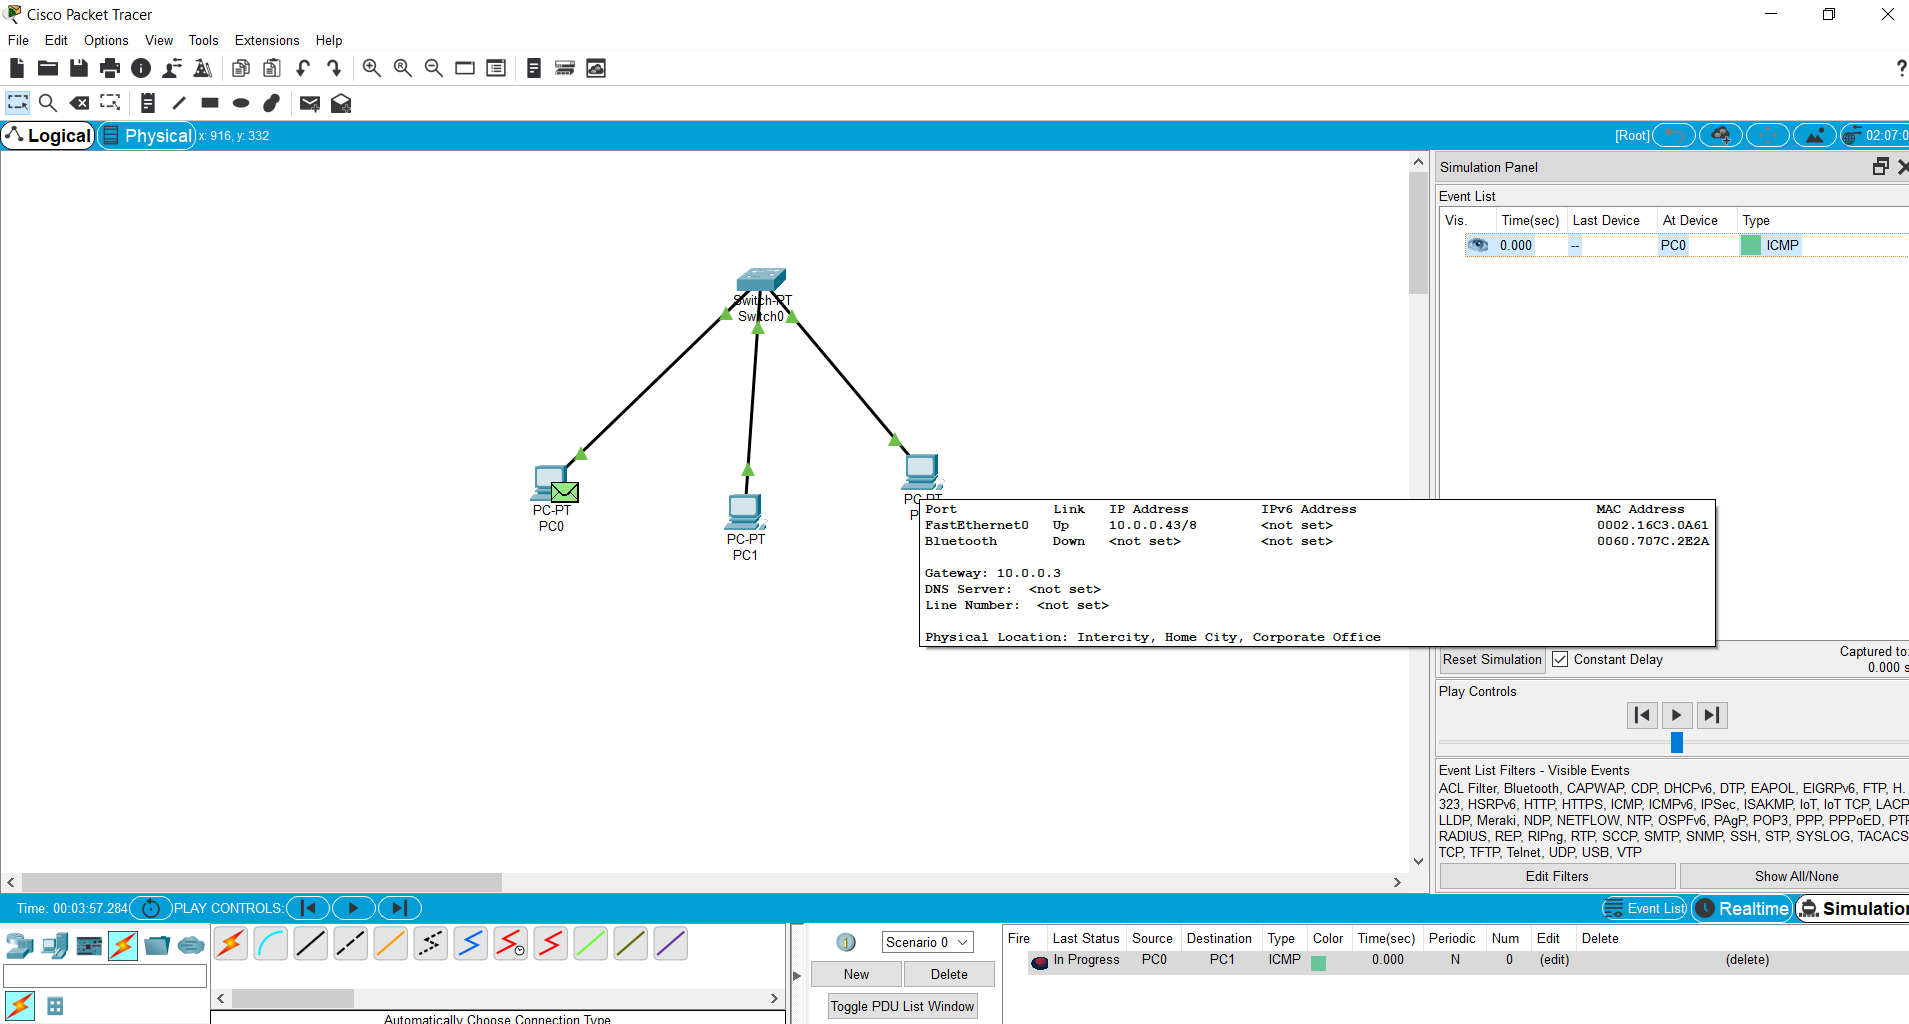 Cisco Packet Tracer
File Edit Options View Tools Extensions Help
?
Logical Physical x: 916, y: 332 [Root] 02:07:0
Simulation Panel
Event List
Vis. Time(sec) Last Device At Device Type
0.000 -- PC0 ICMP
Switch-PT
Switch0
PC-PT
PC0
PC-PT
PC1
PC-PT
P
Port Link IP Address IPv6 Address MAC Address
FastEthernet0 Up 10.0.0.43/8 <not set> 0002.16C3.0A61
Bluetooth Down <not set> <not set> 0060.707C.2E2A
Gateway: 10.0.0.3
DNS Server: <not set>
Line Number: <not set>
Physical Location: Intercity, Home City, Corporate Office
Reset Simulation Constant Delay Captured to:
0.000 s
Play Controls
Event List Filters - Visible Events
ACL Filter, Bluetooth, CAPWAP, CDP, DHCPv6, DTP, EAPOL, EIGRPv6, FTP, H.
323, HSRPv6, HTTP, HTTPS, ICMP, ICMPv6, IPSec, ISAKMP, IoT, IoT TCP, LACP
LLDP, Meraki, NDP, NETFLOW, NTP, OSPFv6, PAgP, POP3, PPP, PPPoED, PTP
RADIUS, REP, RIPng, RTP, SCCP, SMTP, SNMP, SSH, STP, SYSLOG, TACACS
TCP, TFTP, Telnet, UDP, USB, VTP
Edit Filters Show All/None
Time: 00:03:57.284 PLAY CONTROLS: Event List Realtime Simulation
Scenario 0
New Delete
Toggle PDU List Window
Fire Last Status Source Destination Type Color Time(sec) Periodic Num Edit Delete
In Progress PC0 PC1 ICMP 0.000 N 0 (edit) (delete)
Automatically Choose Connection Type